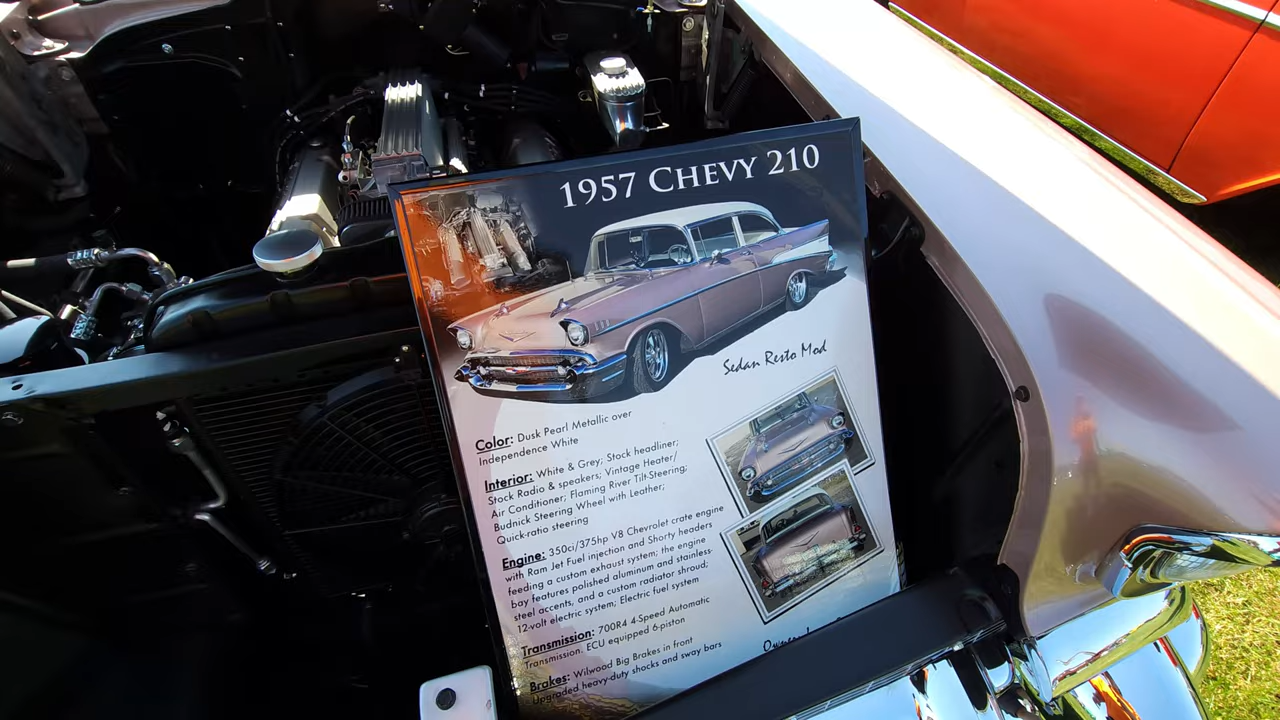 1957 CHEVY 210
Sedan Resto Mod
Color: Dusk Pearl Metallic over
Independence White
Interior: White & Grey; Stock headliner;
Stock Radio & speakers; Vintage Heater/
Air Conditioner; Flaming River Tilt-Steering;
Budnick Steering Wheel with Leather;
Quick-ratio steering
Engine: 350ci/375hp V8 Chevrolet crate engine
with Ram Jet Fuel injection and Shorty headers
feeding a custom exhaust system; the engine
bay features polished aluminum and stainless-
steel accents, and a custom radiator shroud;
12-volt electric system; Electric fuel system
Transmission: 700R4 4-Speed Automatic
Transmission. ECU equipped 6-piston
Brakes: Wilwood Big Brakes in front
Upgraded heavy-duty shocks and sway bars